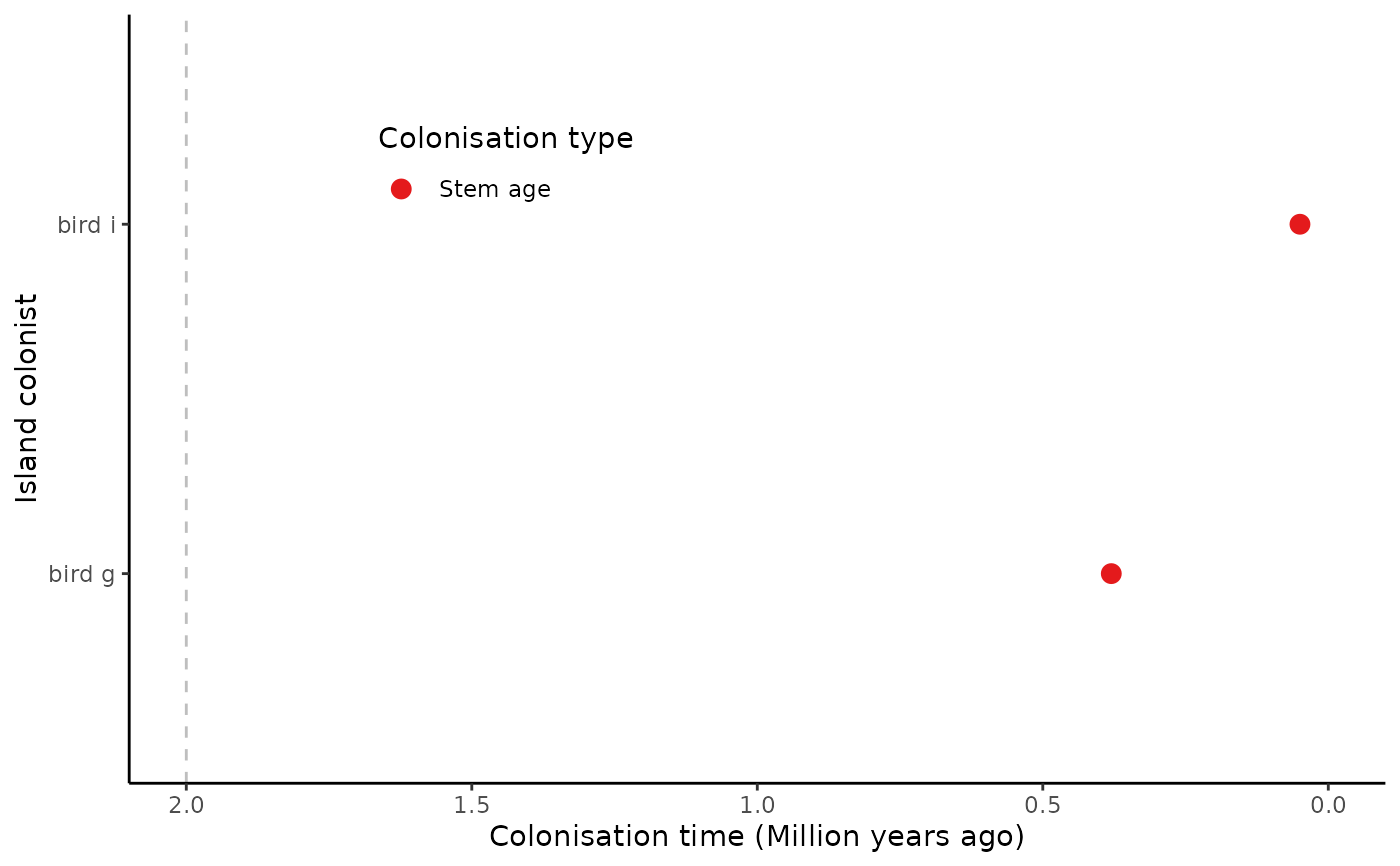 Colonisation type
Stem age
bird i
Island colonist
bird g
2.0 1.5 1.0 0.5 0.0
Colonisation time (Million years ago)